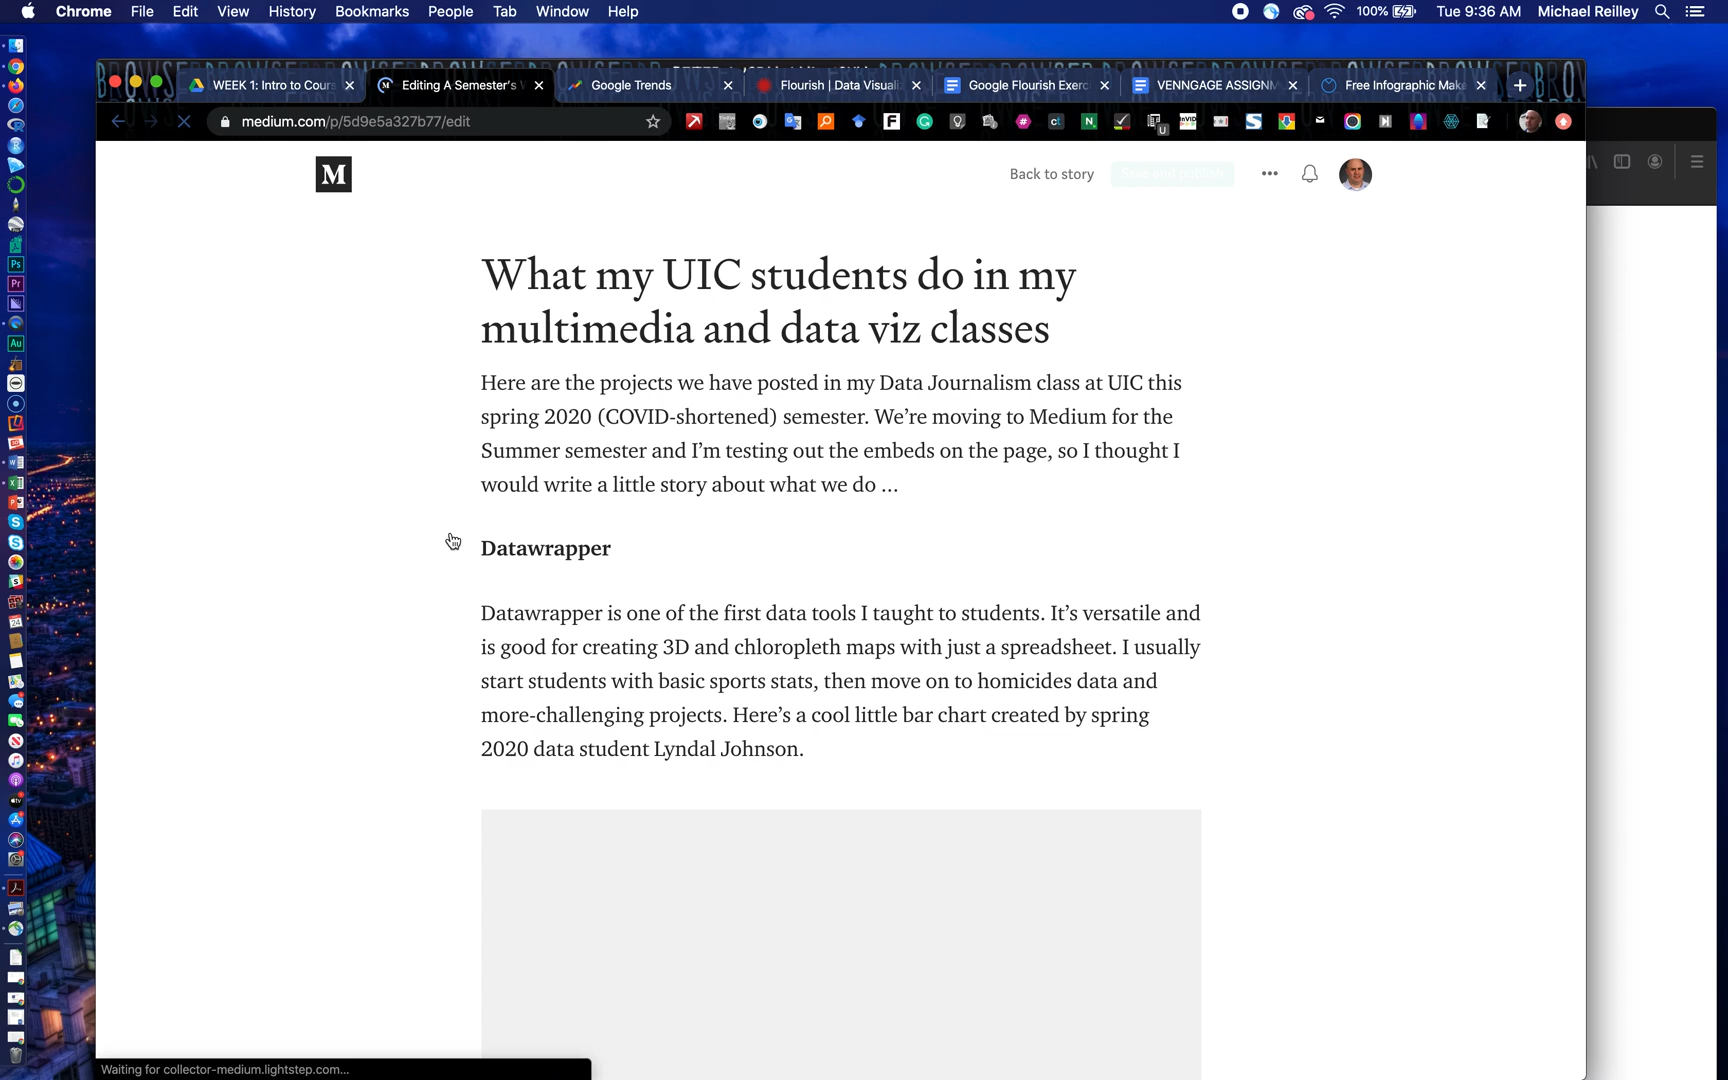 Chrome File Edit View History Bookmarks People Tab Window Help 100% Tue 9:36 AM Michael Reilley
WEEK 1: Intro to Cours Editing A Semester's Google Trends Flourish | Data Visuali Google Flourish Exerc VENNGAGE ASSIGNM Free Infographic Make
medium.com/p/5d9e5a327b77/edit
M Back to story Save and publish
What my UIC students do in my
multimedia and data viz classes
Here are the projects we have posted in my Data Journalism class at UIC this
spring 2020 (COVID-shortened) semester. We're moving to Medium for the
Summer semester and I'm testing out the embeds on the page, so I thought I
would write a little story about what we do ...
Datawrapper
Datawrapper is one of the first data tools I taught to students. It's versatile and
is good for creating 3D and chloropleth maps with just a spreadsheet. I usually
start students with basic sports stats, then move on to homicides data and
more-challenging projects. Here's a cool little bar chart created by spring
2020 data student Lyndal Johnson.
Waiting for collector-medium.lightstep.com...